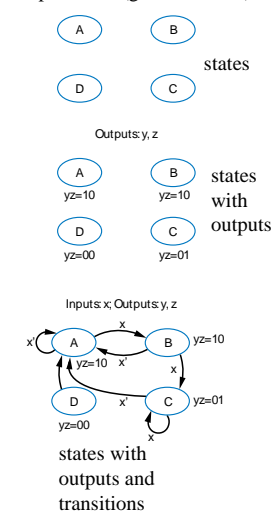 A B
states
D C
Outputs: y, z
A B
yz=10 yz=10
states
with
outputs
D C
yz=00 yz=01
Inputs: x; Outputs: y, z
x
x' A B yz=10
yz=10 x' x
D x' C yz=01
yz=00 x
states with
outputs and
transitions